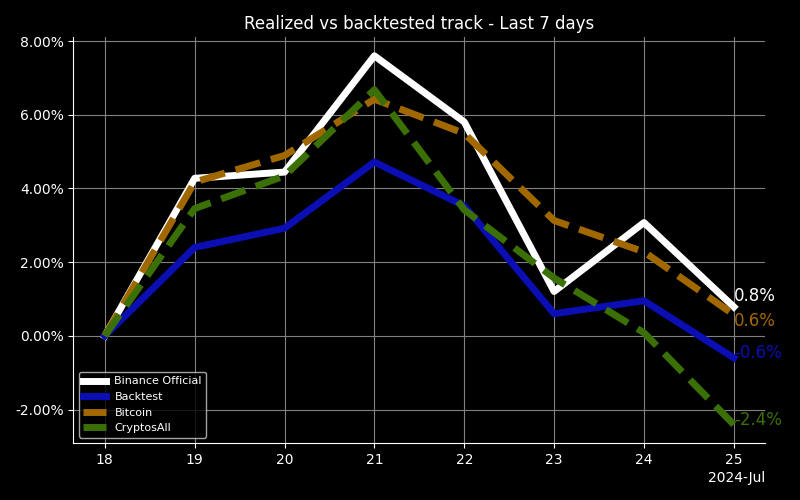 Realized vs backtested track - Last 7 days
8.00%
6.00%
4.00%
2.00%
0.00%
-2.00%
0.8%
0.6%
-0.6%
-2.4%
Binance Official
Backtest
Bitcoin
CryptosAll
18 19 20 21 22 23 24 25
2024-Jul